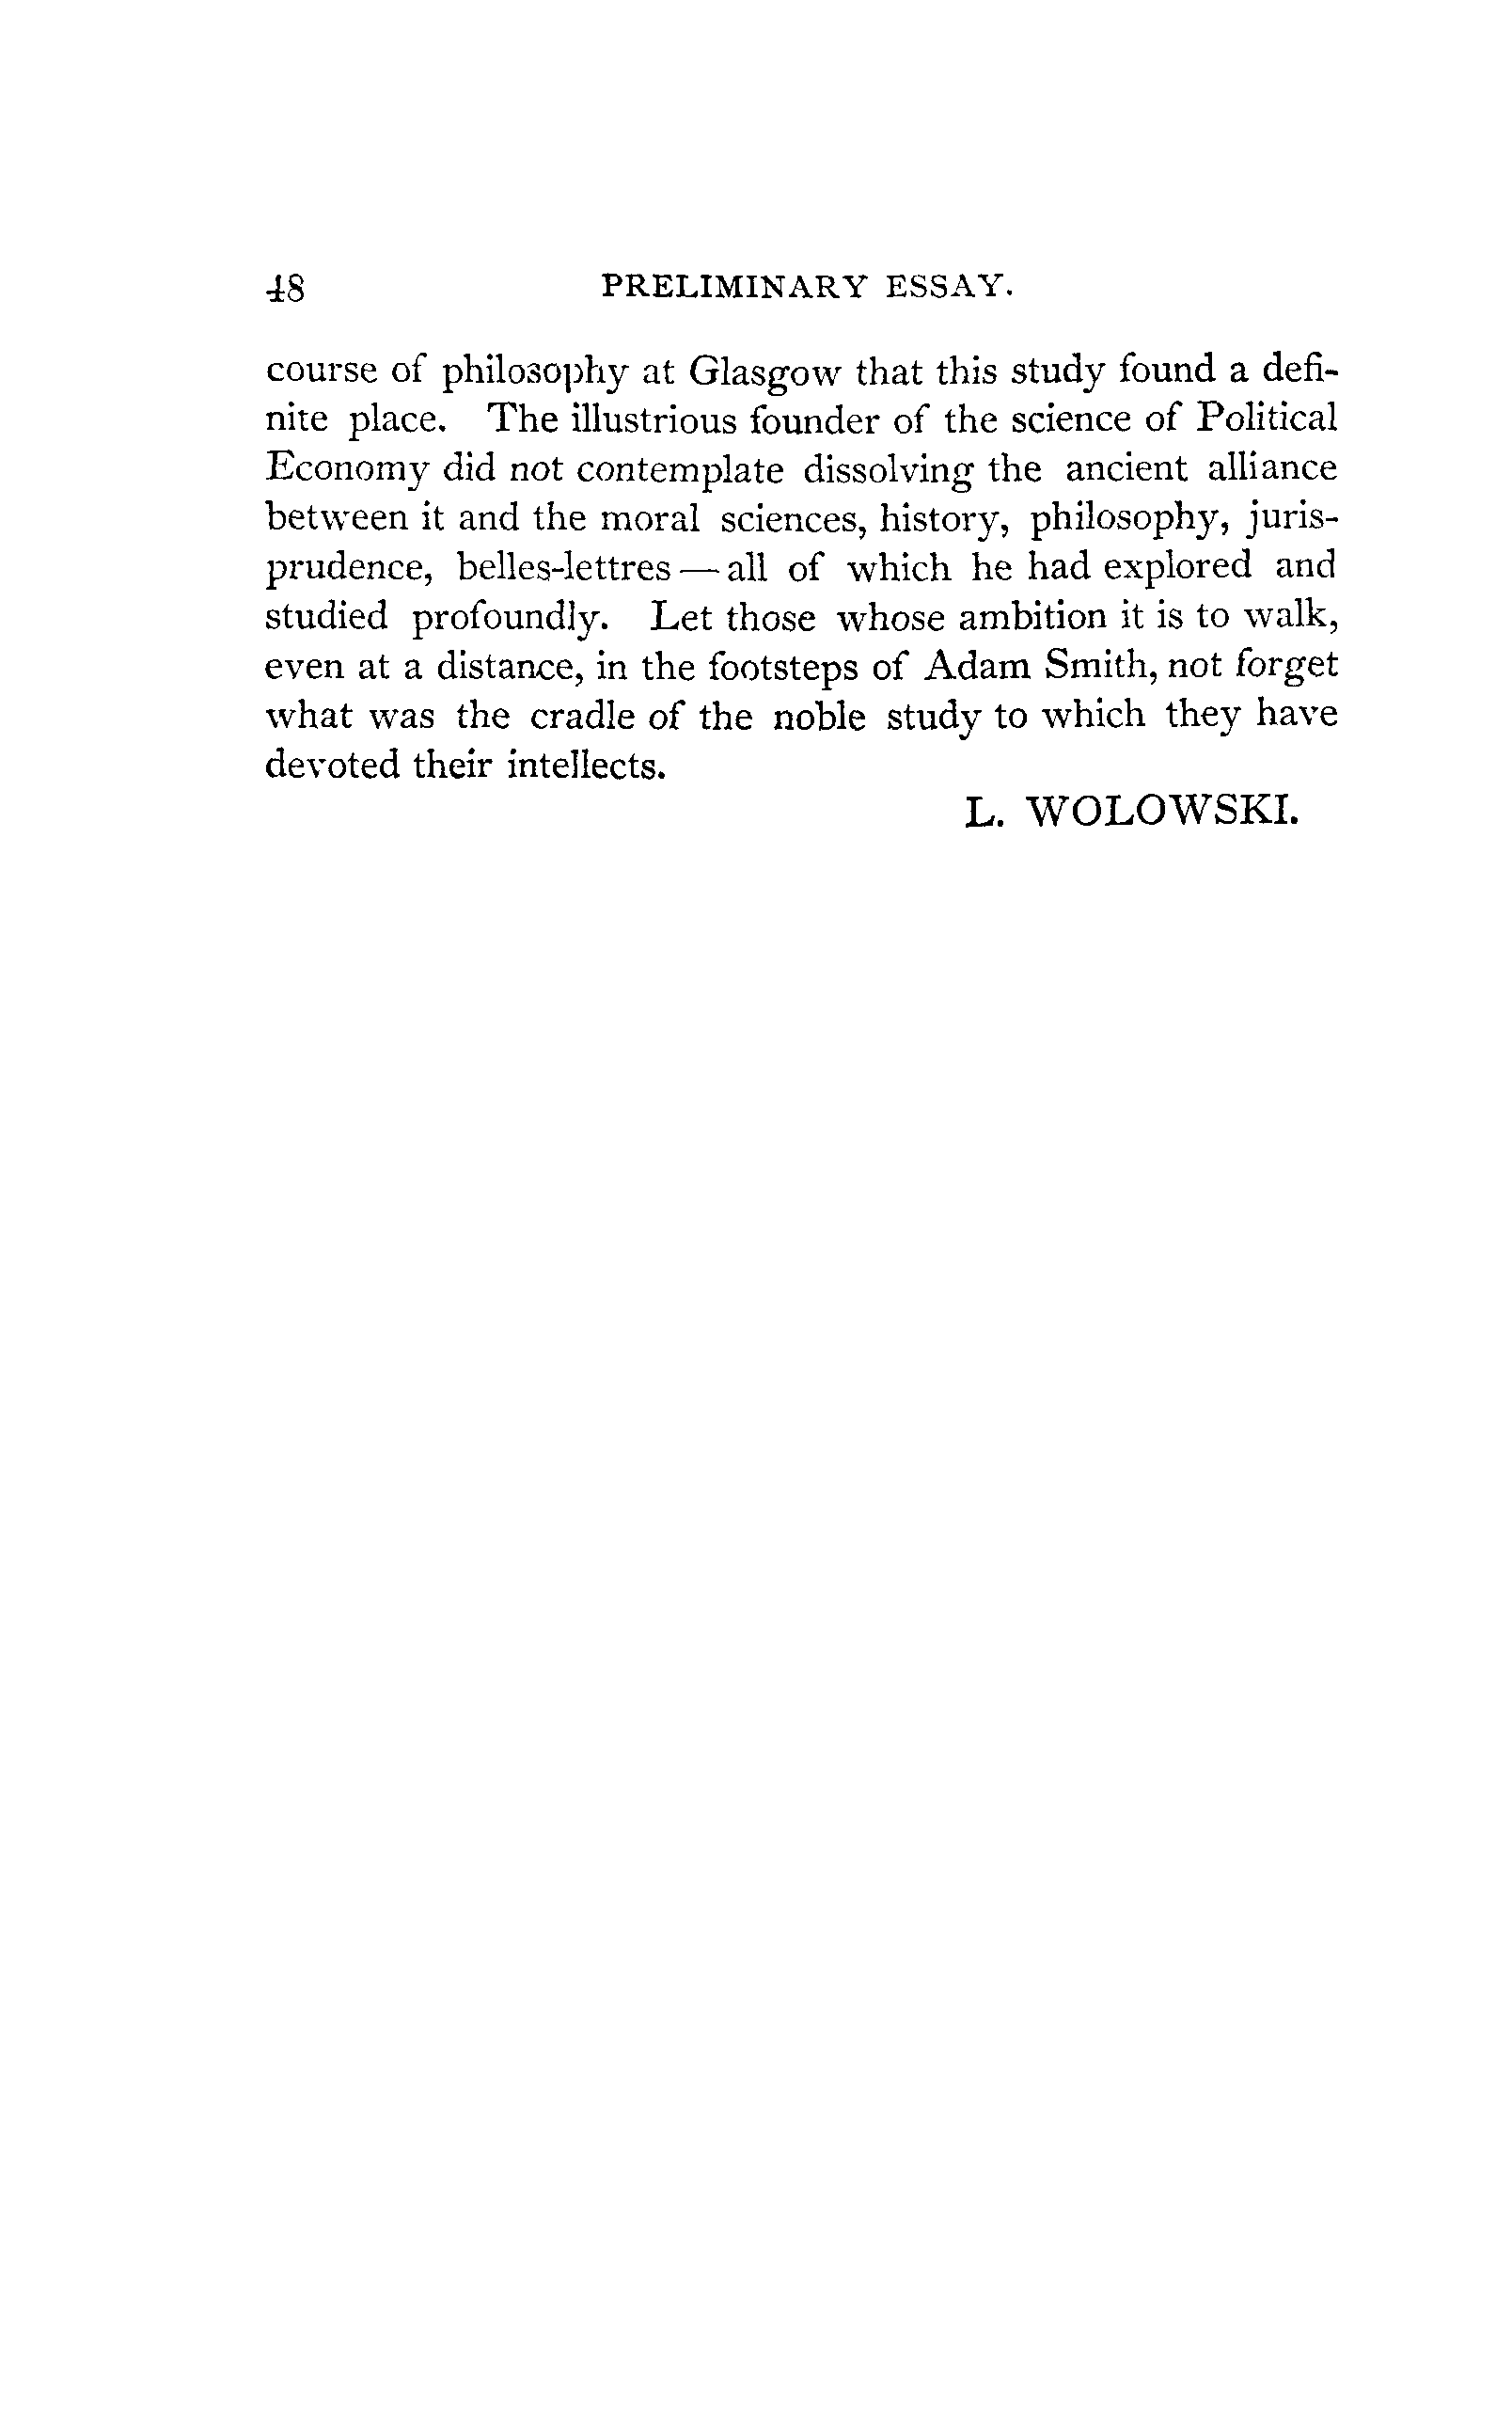 48 PRELIMINARY ESSAY.
course of philosophy at Glasgow that this study found a defi-
nite place. The illustrious founder of the science of Political
Economy did not contemplate dissolving the ancient alliance
between it and the moral sciences, history, philosophy, juris-
prudence, belles-lettres — all of which he had explored and
studied profoundly. Let those whose ambition it is to walk,
even at a distance, in the footsteps of Adam Smith, not forget
what was the cradle of the noble study to which they have
devoted their intellects.
L. WOLOWSKI.